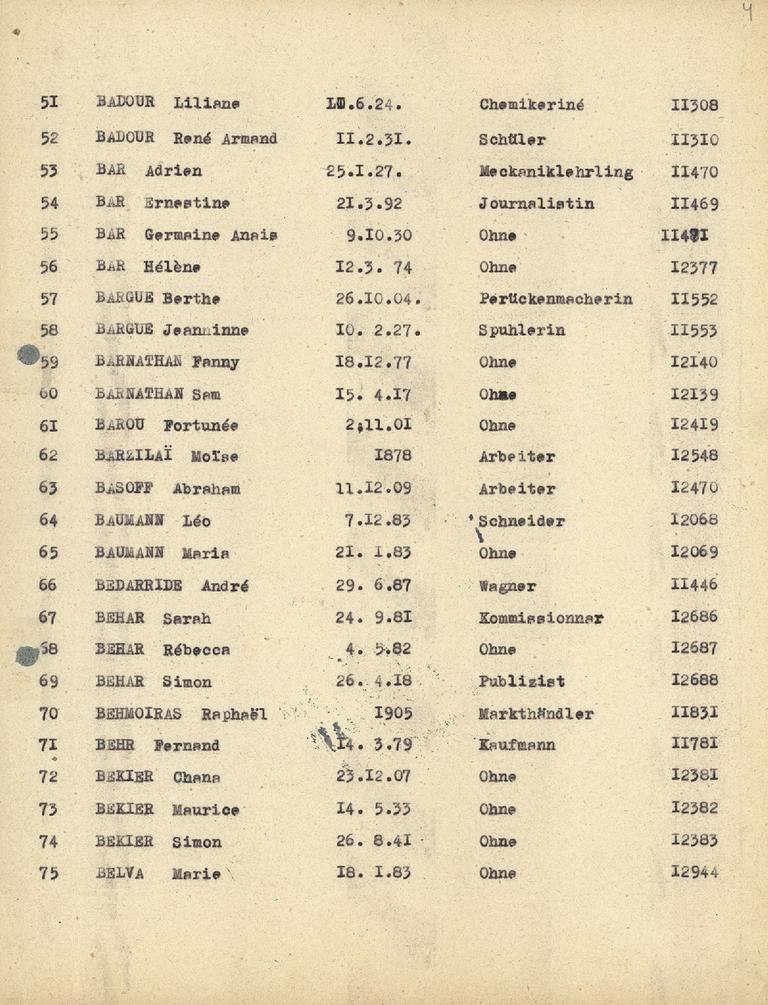 4
51 BADOUR Liliane 10.6.24. Chemikeriné II308
52 BADOUR René Armand II.2.3I. Schüler II3I0
53 BAR Adrien 25.I.27. Meckaniklehrling II470
54 BAR Ernestine 2I.3.92 Journalistin II469
55 BAR Germaine Anais 9.I0.30 Ohne II471
56 BAR Hélène I2.3. 74 Ohne I2377
57 BARGUE Berthe 26.I0.04. Perückenmacherin II552
58 BARGUE Jeanninne I0. 2.27. Spuhlerin II553
59 BARNATHAN Fanny I8.I2.77 Ohne I2I40
60 BARNATHAN Sam I5. 4.I7 Ohne I2I39
6I BAROU Fortunée 2;11.0I Ohne I24I9
62 BARZILAÏ Moïse I878 Arbeiter I2548
63 BASOFF Abraham 11.I2.09 Arbeiter I2470
64 BAUMANN Léo 7.I2.83 Schneider I2068
65 BAUMANN Maria 2I. I.83 Ohne I2069
66 BEDARRIDE André 29. 6.87 Wagner II446
67 BEHAR Sarah 24. 9.8I Kommissionnar I2686
68 BEHAR Rébecca 4. 5.82 Ohne I2687
69 BEHAR Simon 26. 4.I8 Publizist I2688
70 BEHMOIRAS Raphaël I905 Markthändler II83I
7I BEHR Fernand I4. 3.79 Kaufmann II78I
72 BEKIER Chana 23.I2.07 Ohne I238I
73 BEKIER Maurice I4. 5.33 Ohne I2382
74 BEKIER Simon 26. 8.4I Ohne I2383
75 BELVA Marie I8. I.83 Ohne I2944